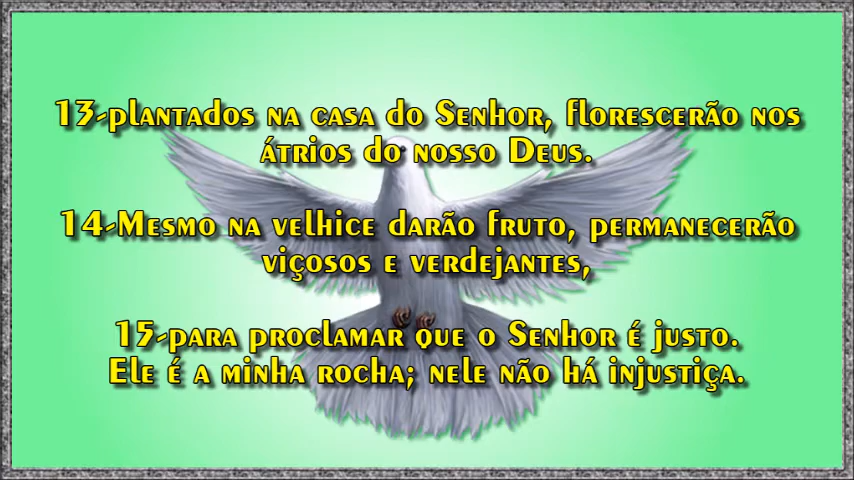 13-plantados na casa do Senhor, florescerão nos
átrios do nosso Deus.
14-Mesmo na velhice darão fruto, permanecerão
viçosos e verdejantes,
15-para proclamar que o Senhor é justo.
Ele é a minha rocha; nele não há injustiça.